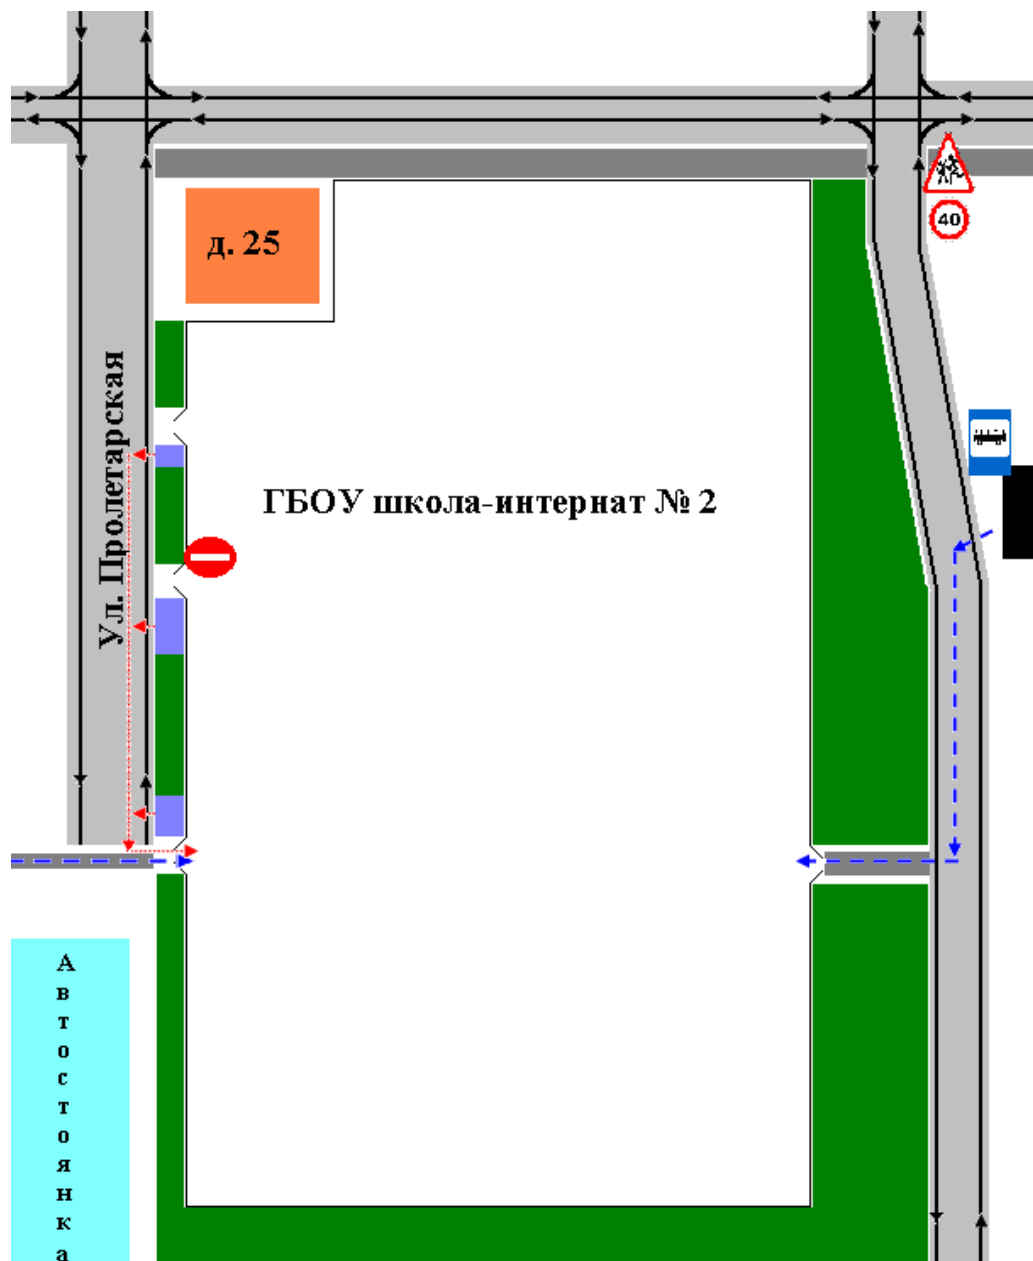 40
д. 25
Ул. Пролетарская
ГБОУ школа-интернат № 2
Автостоянка